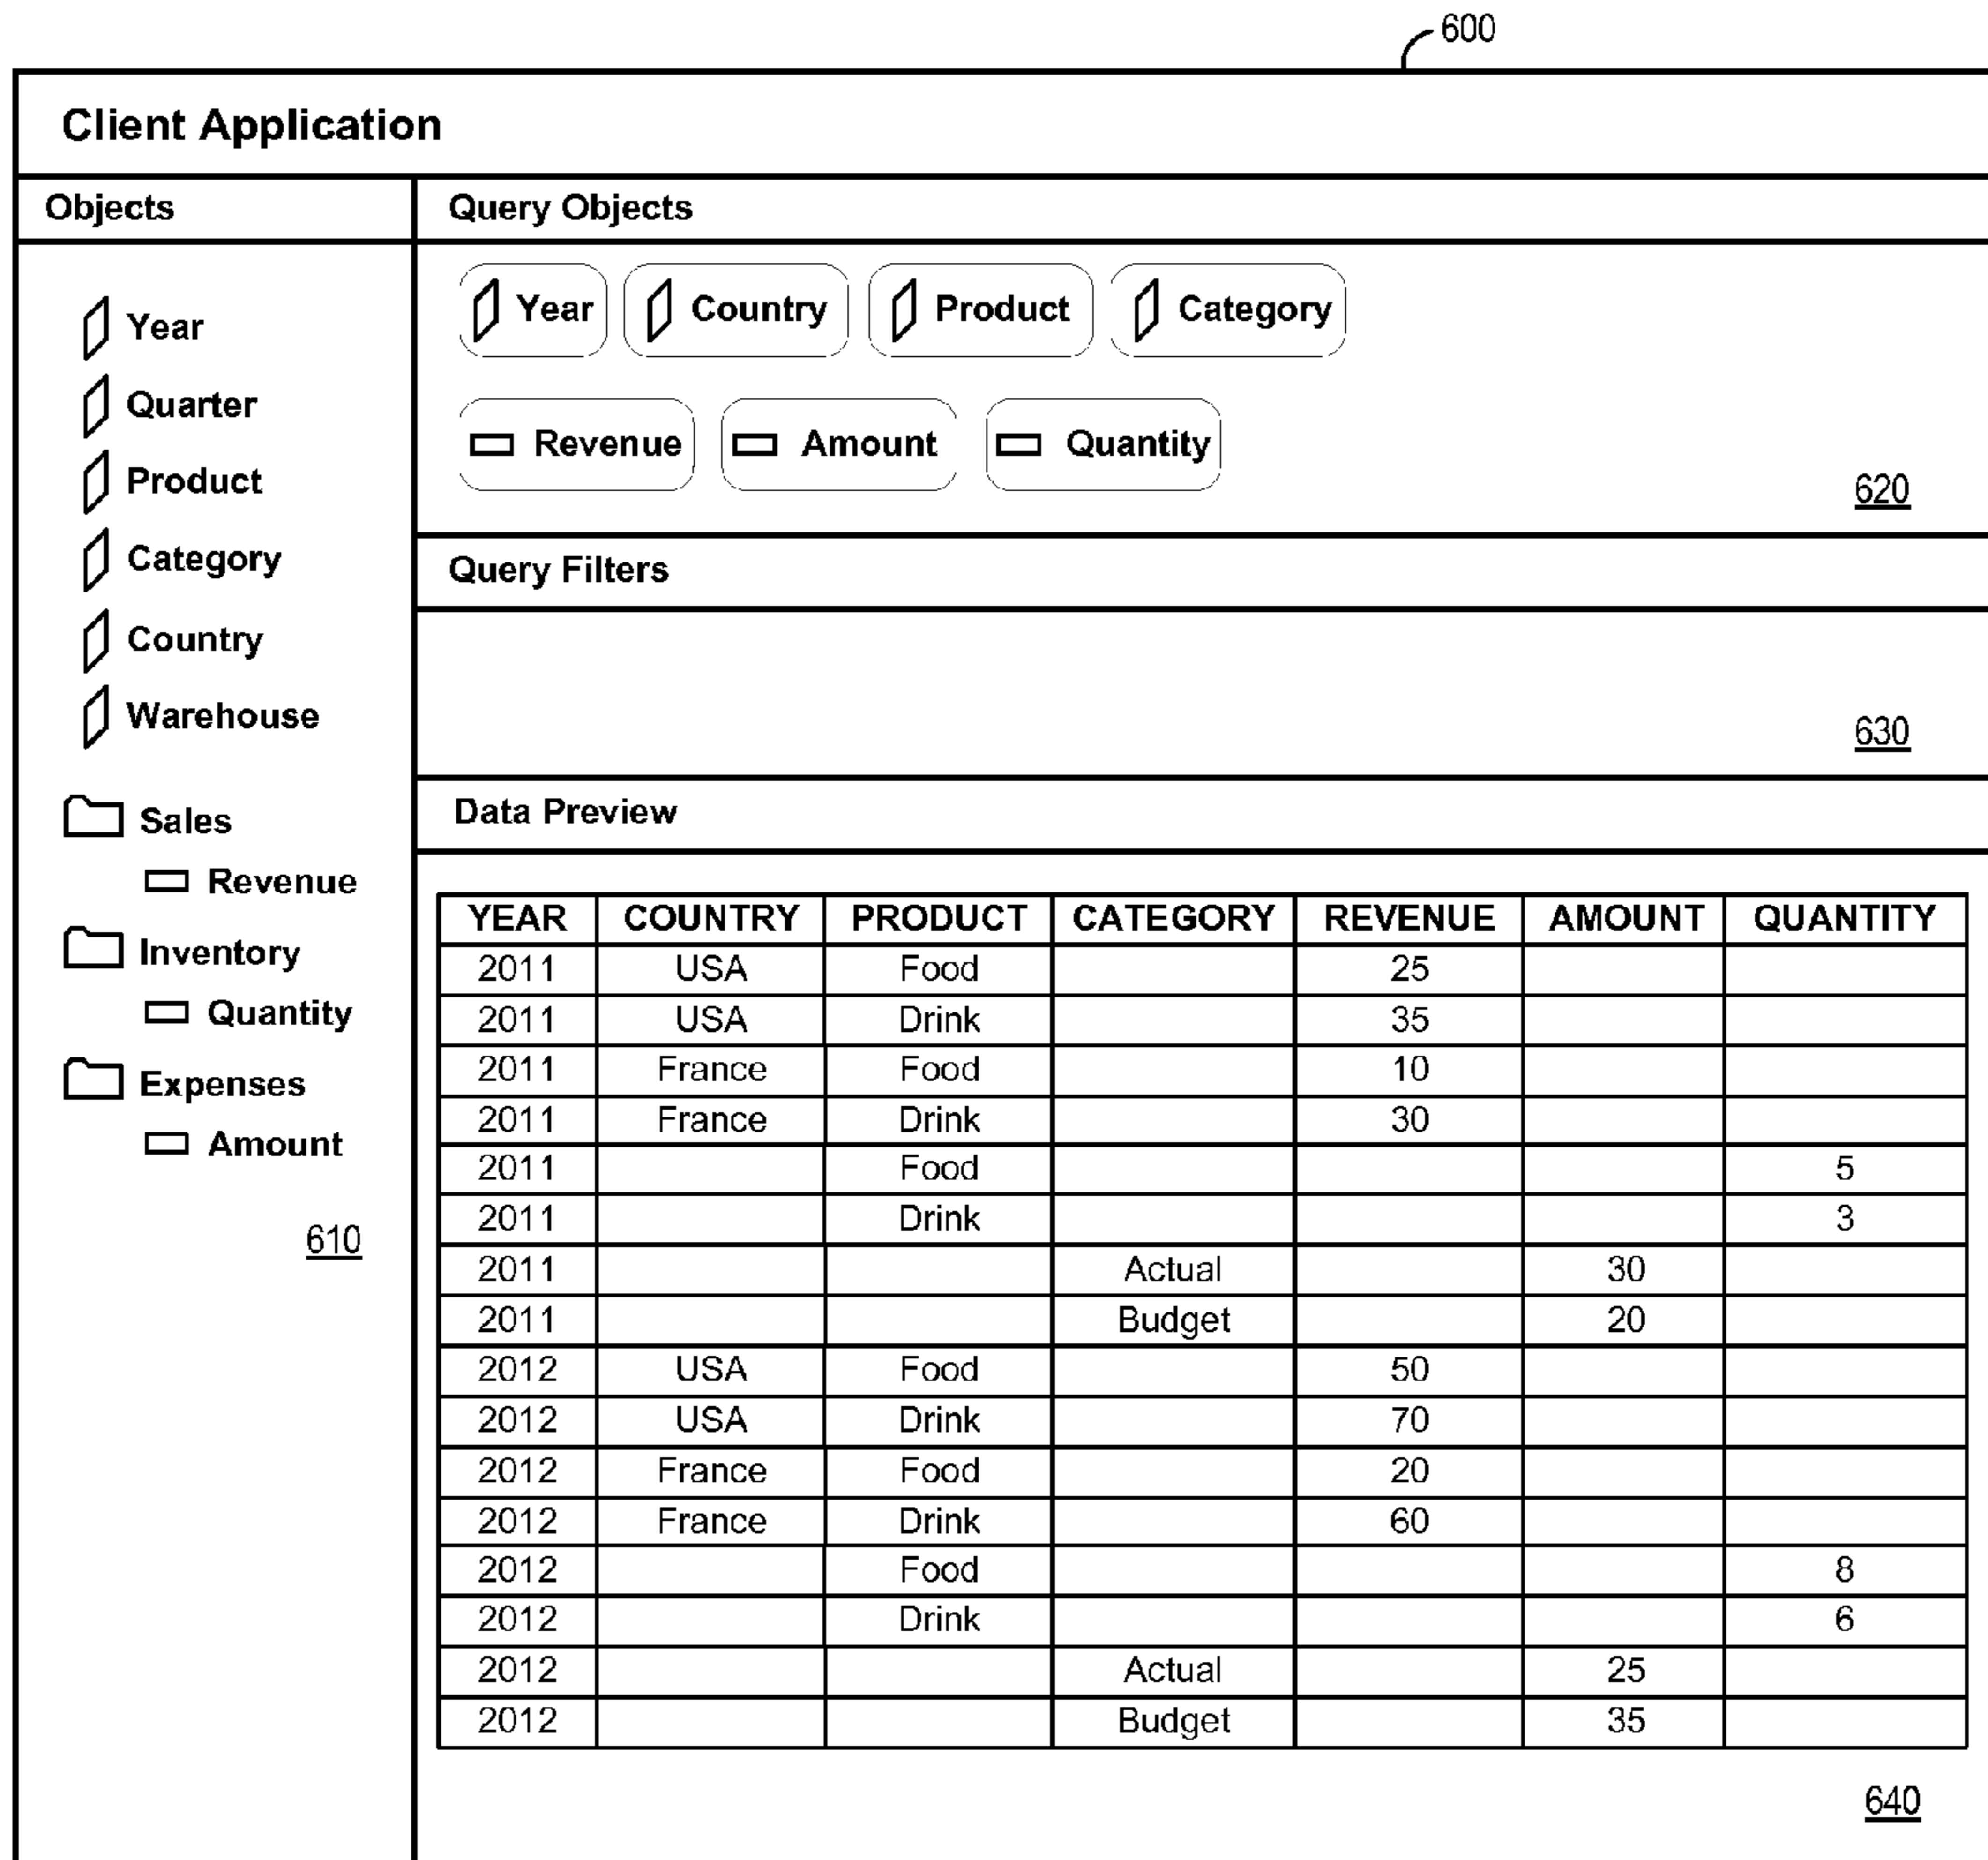 600
Client Application
Objects
Year
Quarter
Product
Category
Country
Warehouse
Sales
Revenue
Inventory
Quantity
Expenses
Amount
610
Query Objects
Year Country Product Category
Revenue Amount Quantity
620
Query Filters
630
Data Preview
YEAR COUNTRY PRODUCT CATEGORY REVENUE AMOUNT QUANTITY
2011 USA Food 25
2011 USA Drink 35
2011 France Food 10
2011 France Drink 30
2011 Food 5
2011 Drink 3
2011 Actual 30
2011 Budget 20
2012 USA Food 50
2012 USA Drink 70
2012 France Food 20
2012 France Drink 60
2012 Food 8
2012 Drink 6
2012 Actual 25
2012 Budget 35
640